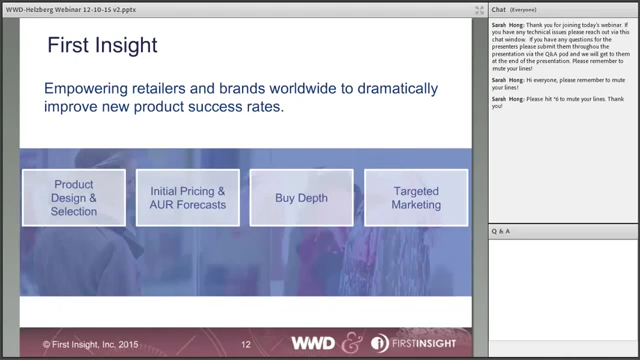 WWD-Helzberg Webinar 12-10-15 v2.pptx
First Insight
Empowering retailers and brands worldwide to dramatically
improve new product success rates.
Product
Design &
Selection
Initial Pricing &
AUR Forecasts
Buy Depth
Targeted
Marketing
© First Insight, Inc, 2015
12
WWD & FIRSTINSIGHT
Chat (Everyone)
Sarah Hong: Thank you for joining today's webinar. If
you have any technical issues please reach out via this
chat window. If you have any questions for the
presenters please submit them throughout the
presentation via the Q&A pod and we will get to them
at the end of the presentation. Please remember to
mute your lines!
Sarah Hong: Hi everyone, please remember to mute
your lines!
Sarah Hong: Please hit *6 to mute your lines. Thank
you!
Q & A